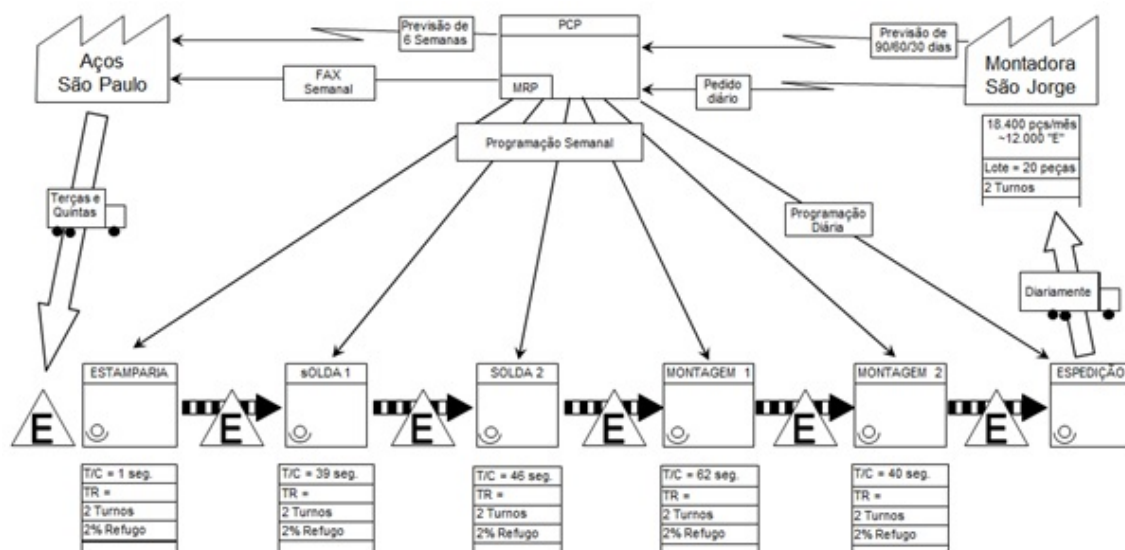 Aços
São Paulo
Previsão de
6 Semanas
FAX
Semanal
PCP
MRP
Previsão de
90/60/30 dias
Pedido
diário
Montadora
São Jorge
18.400 pçs/mês
~12.000 "E"
Lote = 20 peças
2 Turnos
Programação Semanal
Terças e
Quintas
Programação
Diária
Diariamente
ESTAMPARIA
sOLDA 1
SOLDA 2
MONTAGEM 1
MONTAGEM 2
ESPEDIÇÃO
E
E
E
E
E
E
T/C = 1 seg.
TR =
2 Turnos
2% Refugo
T/C = 39 seg.
TR =
2 Turnos
2% Refugo
T/C = 46 seg.
TR =
2 Turnos
2% Refugo
T/C = 62 seg.
TR =
2 Turnos
2% Refugo
T/C = 40 seg.
TR =
2 Turnos
2% Refugo